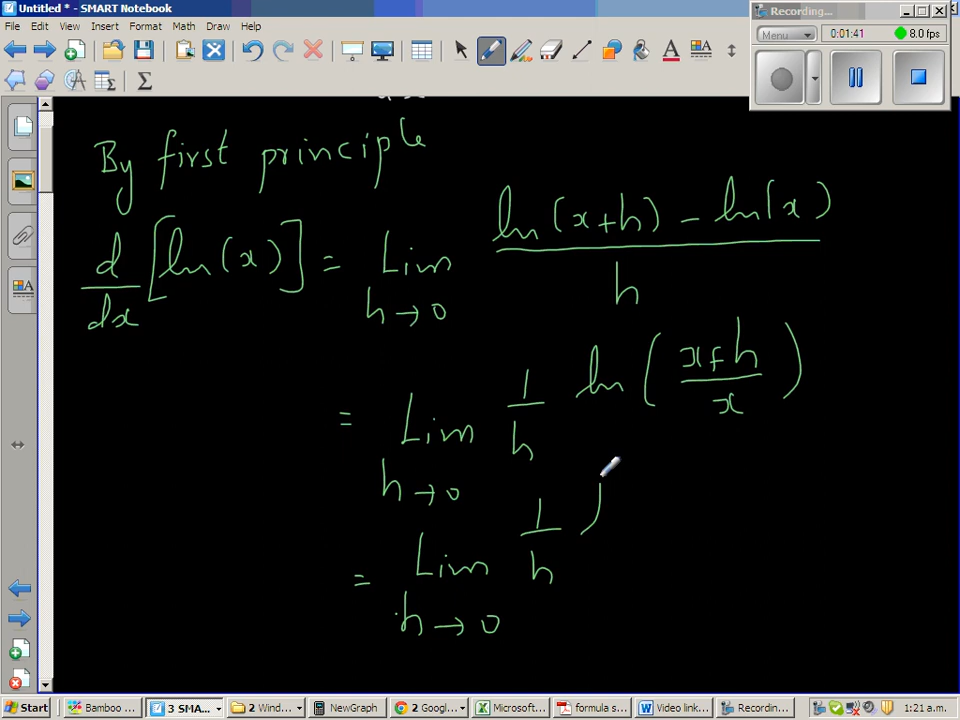 Untitled * - SMART Notebook
Recording...
File Edit View Insert Format Math Draw Help
Menu 0:01:41 8.0 fps
By first principle
d/dx [ln(x)] = Lim h→0 (ln(x+h) - ln(x))/h
= Lim h→0 1/h ln((x+h)/x)
= Lim h→0 1/h
Start Bamboo ... 3 SMA... 2 Wind... NewGraph 2 Googl... Microsoft... formula s... Video link... Recordin... 1:21 a.m.